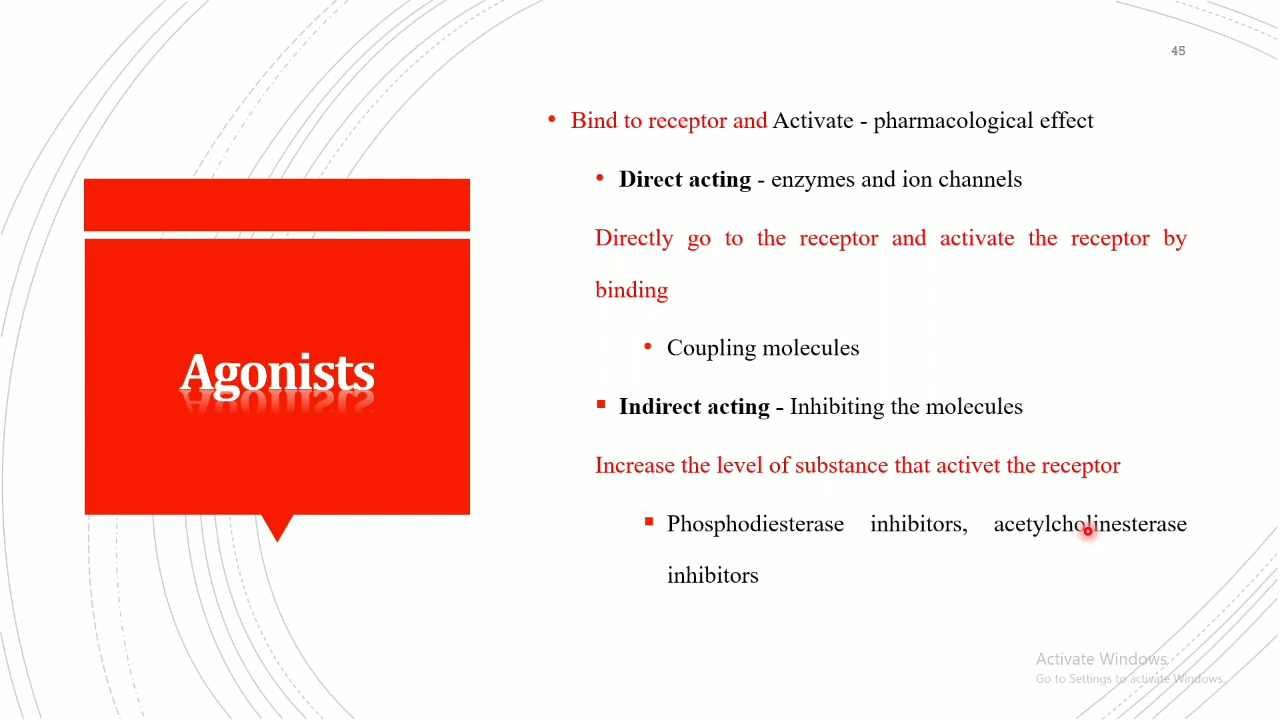 45
Bind to receptor and Activate - pharmacological effect
Direct acting - enzymes and ion channels
Directly go to the receptor and activate the receptor by
binding
Coupling molecules
Indirect acting - Inhibiting the molecules
Increase the level of substance that activet the receptor
Phosphodiesterase inhibitors, acetylcholinesterase
inhibitors
Agonists
Activate Windows
Go to Settings to activate Windows.